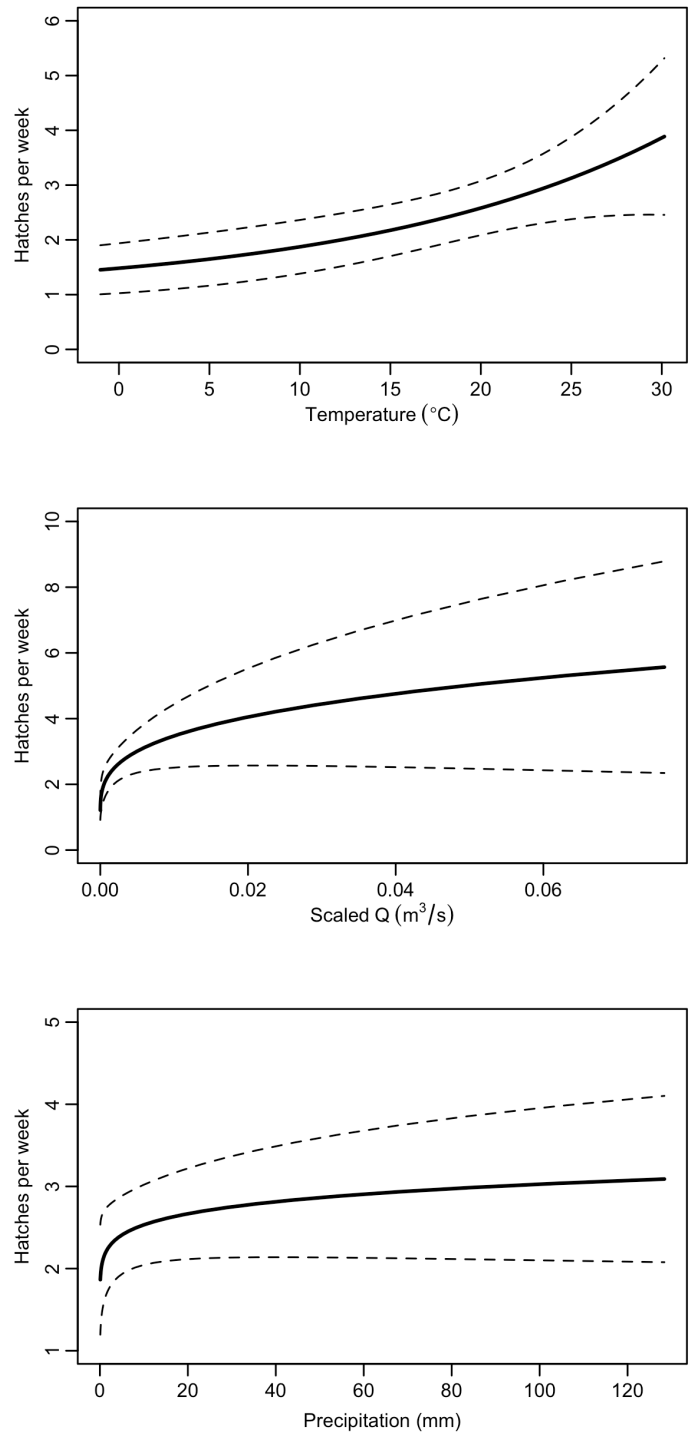 6
5
4
3
2
1
0
Hatches per week
0 5 10 15 20 25 30
Temperature (°C)
10
8
6
4
2
0
Hatches per week
0.00 0.02 0.04 0.06
Scaled Q (m³/s)
5
4
3
2
1
Hatches per week
0 20 40 60 80 100 120
Precipitation (mm)